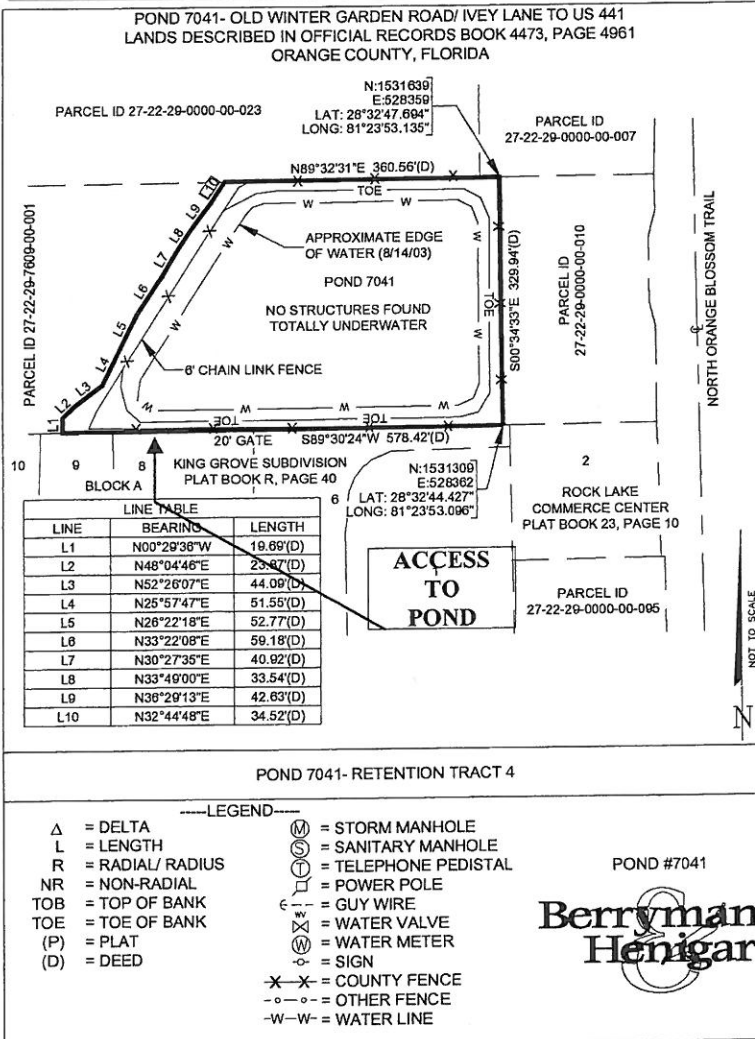 POND 7041- OLD WINTER GARDEN ROAD/ IVEY LANE TO US 441
LANDS DESCRIBED IN OFFICIAL RECORDS BOOK 4473, PAGE 4961
ORANGE COUNTY, FLORIDA
N:1531639
E:528359
LAT: 28°32'47.694"
LONG: 81°23'53.135"
PARCEL ID 27-22-29-0000-00-023
PARCEL ID
27-22-29-0000-00-007
N89°32'31"E 360.56'(D)
TOE
W W W
L10
L9
L8
L7
L6
L5
L4
L3
L2
L1
APPROXIMATE EDGE
OF WATER (8/14/03)
POND 7041
NO STRUCTURES FOUND
TOTALLY UNDERWATER
6' CHAIN LINK FENCE
W
W
W
W
W
W
TOE
S00°34'33"E 329.94'(D)
PARCEL ID
27-22-29-0000-00-010
NORTH ORANGE BLOSSOM TRAIL
PARCEL ID 27-22-29-7609-00-001
W W W W
TOE TOE
20' GATE S89°30'24"W 578.42'(D)
10 9 8
BLOCK A
KING GROVE SUBDIVISION
PLAT BOOK R, PAGE 40
6
N:1531309
E:528362
LAT: 28°32'44.427"
LONG: 81°23'53.096"
2
ROCK LAKE
COMMERCE CENTER
PLAT BOOK 23, PAGE 10
LINE TABLE
LINE BEARING LENGTH
L1 N00°29'36"W 19.69'(D)
L2 N48°04'46"E 23.87'(D)
L3 N52°26'07"E 44.09'(D)
L4 N25°57'47"E 51.55'(D)
L5 N26°22'18"E 52.77'(D)
L6 N33°22'08"E 59.18'(D)
L7 N30°27'35"E 40.92'(D)
L8 N33°49'00"E 33.54'(D)
L9 N36°29'13"E 42.63'(D)
L10 N32°44'48"E 34.52'(D)
ACCESS
TO
POND
PARCEL ID
27-22-29-0000-00-095
NOT TO SCALE
N
POND 7041- RETENTION TRACT 4
-----LEGEND-----
Δ = DELTA
L = LENGTH
R = RADIAL/ RADIUS
NR = NON-RADIAL
TOB = TOP OF BANK
TOE = TOE OF BANK
(P) = PLAT
(D) = DEED
M = STORM MANHOLE
S = SANITARY MANHOLE
T = TELEPHONE PEDISTAL
= POWER POLE
= GUY WIRE
WV = WATER VALVE
W = WATER METER
-o- = SIGN
-X-X- = COUNTY FENCE
-o-o- = OTHER FENCE
-W-W- = WATER LINE
POND #7041
Berryman
&
Henigar